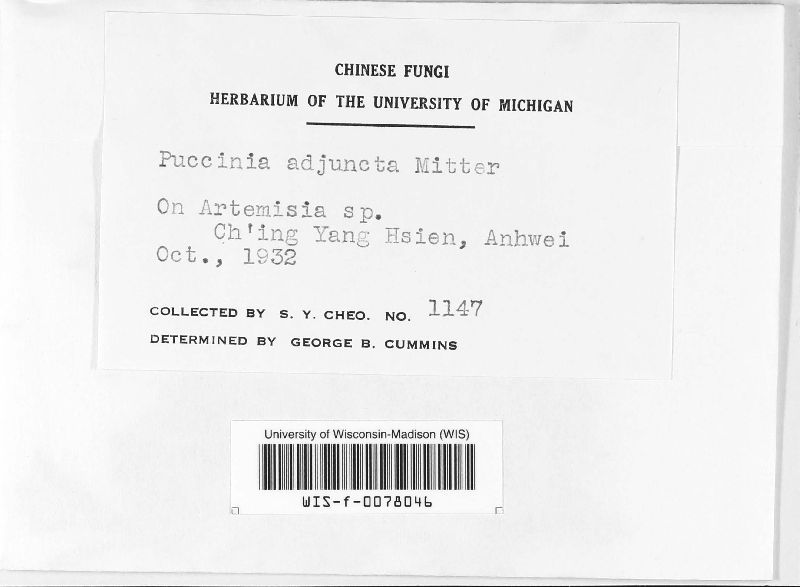 CHINESE FUNGI
HERBARIUM OF THE UNIVERSITY OF MICHIGAN
Puccinia adjuncta Mitter
On Artemisia sp.
Ch'ing Yang Hsien, Anhwei
Oct., 1932
COLLECTED BY S. Y. CHEO. NO. 1147
DETERMINED BY GEORGE B. CUMMINS
University of Wisconsin-Madison (WIS)
WIS-f-0078046